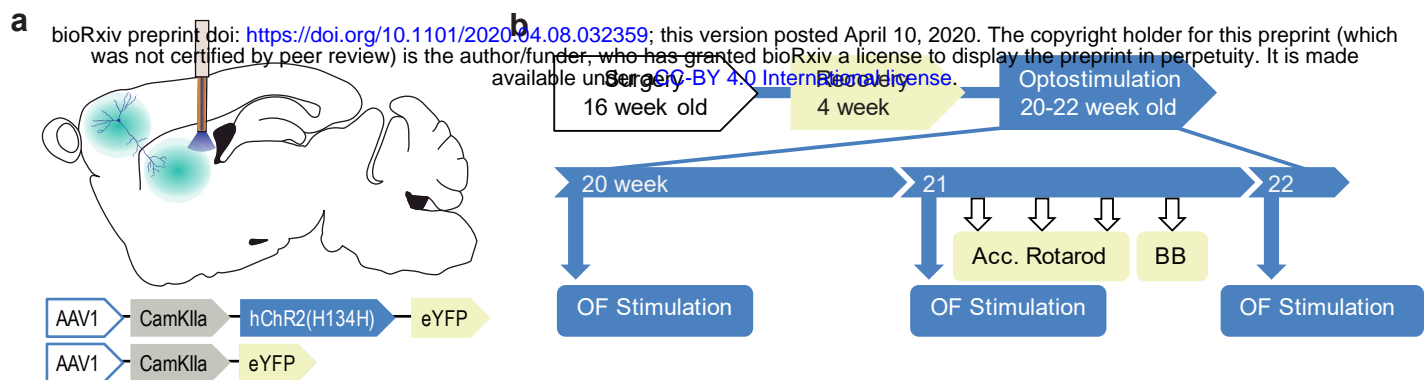 a
b
bioRxiv preprint doi: https://doi.org/10.1101/2020.04.08.032359; this version posted April 10, 2020. The copyright holder for this preprint (which
was not certified by peer review) is the author/funder, who has granted bioRxiv a license to display the preprint in perpetuity. It is made
available under aCC-BY 4.0 International license.
Surgery
16 week old
Recovery
4 week
Optostimulation
20-22 week old
20 week
21
22
Acc. Rotarod
BB
OF Stimulation
OF Stimulation
OF Stimulation
AAV1 CamKIIa hChR2(H134H) eYFP
AAV1 CamKIIa eYFP